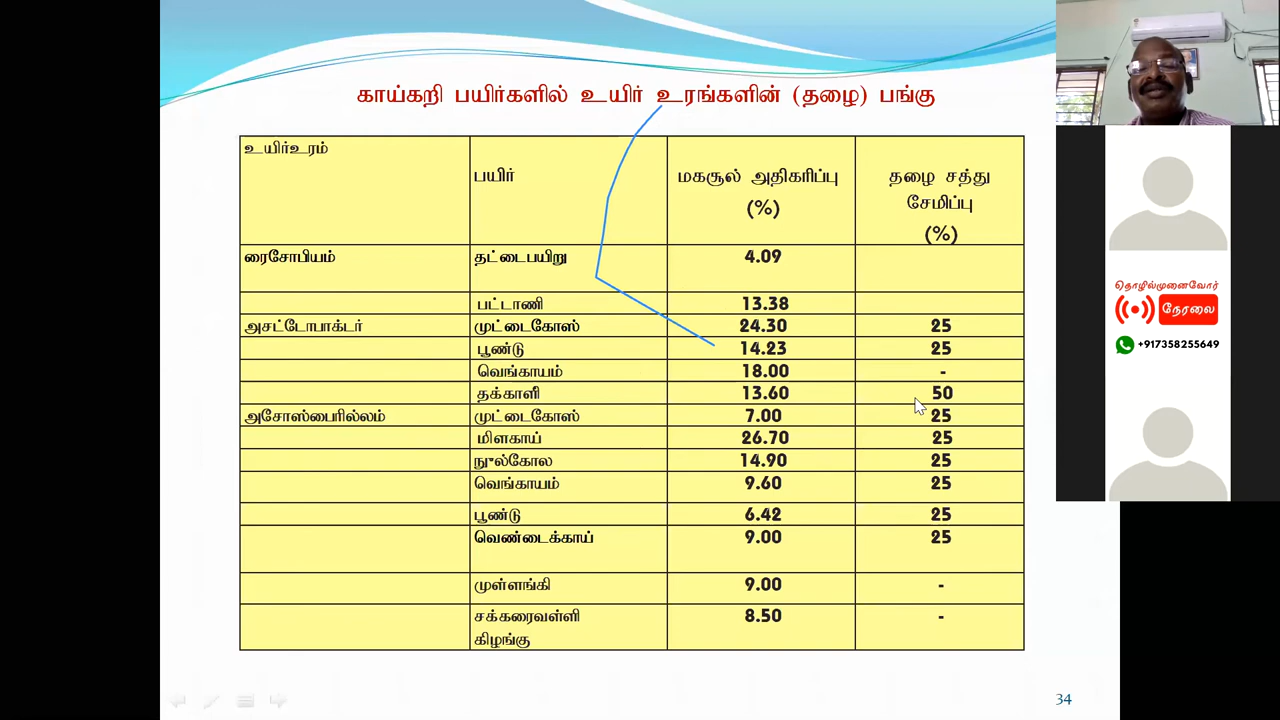 காய்கறி பயிர்களில் உயிர் உரங்களின் (தழை) பங்கு
உயிர்உரம் பயிர் மகசூல் அதிகரிப்பு (%) தழை சத்து சேமிப்பு (%)
ரைசோபியம் தட்டைபயிறு 4.09
பட்டாணி 13.38
அசட்டோபாக்டர் முட்டைகோஸ் 24.30 25
பூண்டு 14.23 25
வெங்காயம் 18.00 -
தக்காளி 13.60 50
அசோஸ்பைரில்லம் முட்டைகோஸ் 7.00 25
மிளகாய் 26.70 25
நுுல்கோல 14.90 25
வெங்காயம் 9.60 25
பூண்டு 6.42 25
வெண்டைக்காய் 9.00 25
முள்ளங்கி 9.00 -
சக்கரைவள்ளி
கிழங்கு 8.50 -
34
தொழில்முனைவோர்
நேரலை
+917358255649